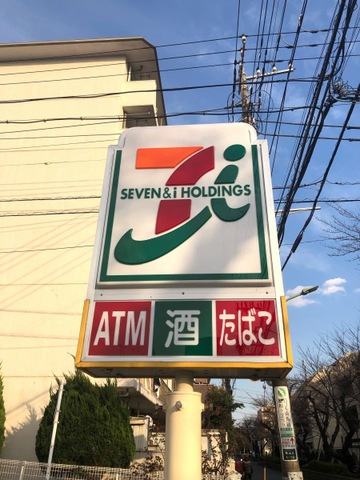 SEVEN&i HOLDINGS
ATM 酒 たばこ